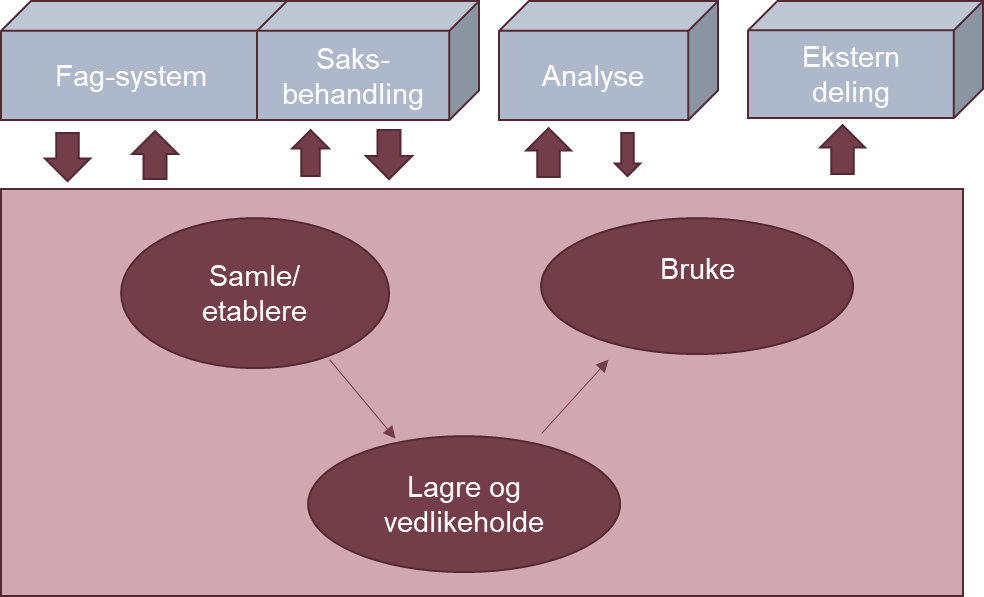 Fag-system
Saks-
behandling
Analyse
Ekstern
deling
Samle/
etablere
Bruke
Lagre og
vedlikeholde